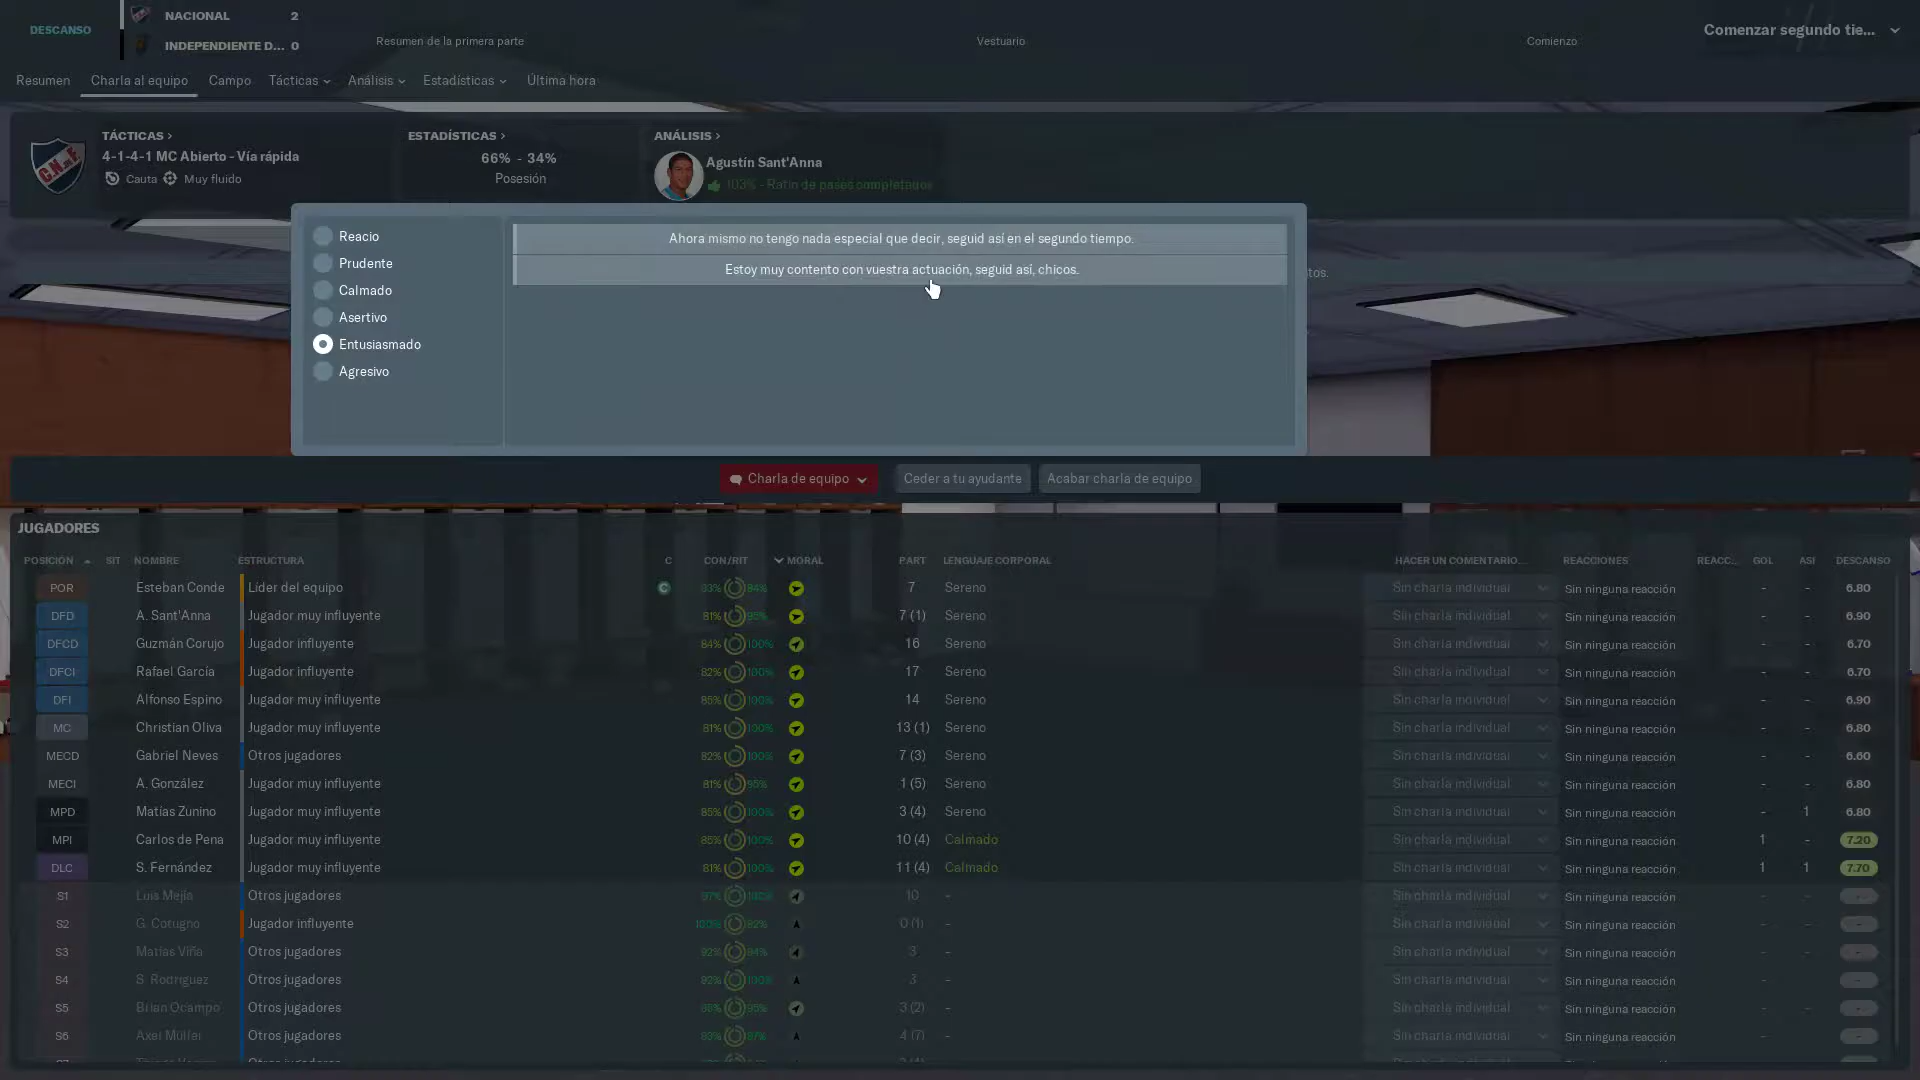 DESCANSO
NACIONAL 2
INDEPENDIENTE D... 0
Resumen de la primera parte
Vestuario
Comienzo
Comenzar segundo tie...
Resumen
Charla al equipo
Campo
Tácticas
Análisis
Estadísticas
Última hora
TÁCTICAS >
4-1-4-1 MC Abierto - Vía rápida
Cauta
Muy fluido
ESTADÍSTICAS >
66% - 34%
Posesión
ANÁLISIS >
Agustín Sant'Anna
103% - Ratio de pases completados
Reacio
Prudente
Calmado
Asertivo
Entusiasmado
Agresivo
Ahora mismo no tengo nada especial que decir, seguid así en el segundo tiempo.
Estoy muy contento con vuestra actuación, seguid así, chicos.
tos.
Charla de equipo
Ceder a tu ayudante
Acabar charla de equipo
JUGADORES
POSICIÓN SIT NOMBRE ESTRUCTURA C CON/RIT MORAL PART LENGUAJE CORPORAL HACER UN COMENTARIO... REACCIONES REACC... GOL ASI DESCANSO
POR Esteban Conde Líder del equipo C 93% 84% 7 Sereno Sin charla individual Sin ninguna reacción - - 6.80
DFD A. Sant'Anna Jugador muy influyente 81% 95% 7 (1) Sereno Sin charla individual Sin ninguna reacción - - 6.90
DFCD Guzmán Corujo Jugador influyente 84% 100% 16 Sereno Sin charla individual Sin ninguna reacción - - 6.70
DFCI Rafael García Jugador influyente 82% 100% 17 Sereno Sin charla individual Sin ninguna reacción - - 6.70
DFI Alfonso Espino Jugador muy influyente 85% 100% 14 Sereno Sin charla individual Sin ninguna reacción - - 6.90
MC Christian Oliva Jugador muy influyente 81% 100% 13 (1) Sereno Sin charla individual Sin ninguna reacción - - 6.80
MECD Gabriel Neves Otros jugadores 82% 100% 7 (3) Sereno Sin charla individual Sin ninguna reacción - - 6.60
MECI A. González Jugador muy influyente 81% 95% 1 (5) Sereno Sin charla individual Sin ninguna reacción - - 6.80
MPD Matías Zunino Jugador muy influyente 85% 100% 3 (4) Sereno Sin charla individual Sin ninguna reacción - 1 6.80
MPI Carlos de Pena Jugador muy influyente 85% 100% 10 (4) Calmado Sin charla individual Sin ninguna reacción 1 - 7.20
DLC S. Fernández Jugador muy influyente 81% 100% 11 (4) Calmado Sin charla individual Sin ninguna reacción 1 1 7.70
S1 Luis Mejía Otros jugadores 97% 100% 10 - Sin charla individual Sin ninguna reacción - - -
S2 G. Cotugno Jugador influyente 100% 82% 0 (1) - Sin charla individual Sin ninguna reacción - - -
S3 Matías Viña Otros jugadores 92% 94% 3 - Sin charla individual Sin ninguna reacción - - -
S4 S. Rodríguez Otros jugadores 92% 100% 3 - Sin charla individual Sin ninguna reacción - - -
S5 Brian Ocampo Otros jugadores 95% 3 (2) - Sin charla individual Sin ninguna reacción - - -
S6 Axel Müller Otros jugadores 93% 87% 4 (7) - Sin charla individual Sin ninguna reacción - - -